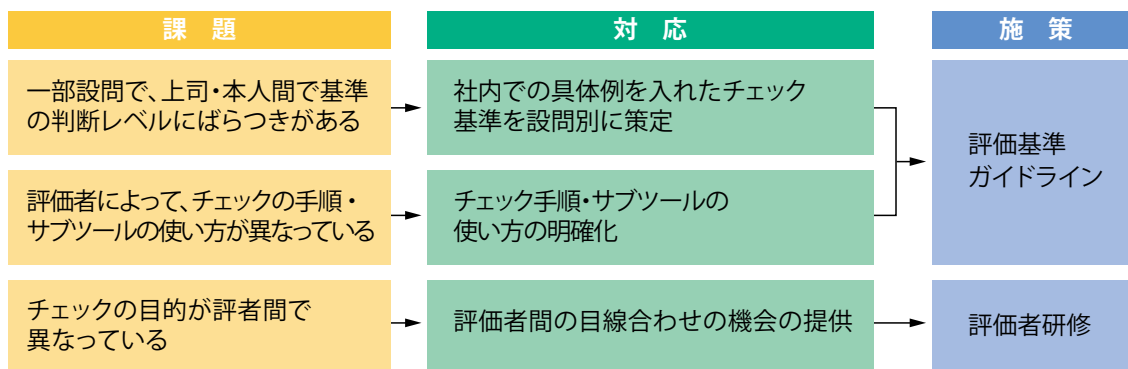 課 題
対 応
施 策
一部設問で、上司・本人間で基準
の判断レベルにばらつきがある
社内での具体例を入れたチェック
基準を設問別に策定
評価基準
ガイドライン
評価者によって、チェックの手順・
サブツールの使い方が異なっている
チェック手順・サブツールの
使い方の明確化
チェックの目的が評者間で
異なっている
評価者間の目線合わせの機会の提供
評価者研修